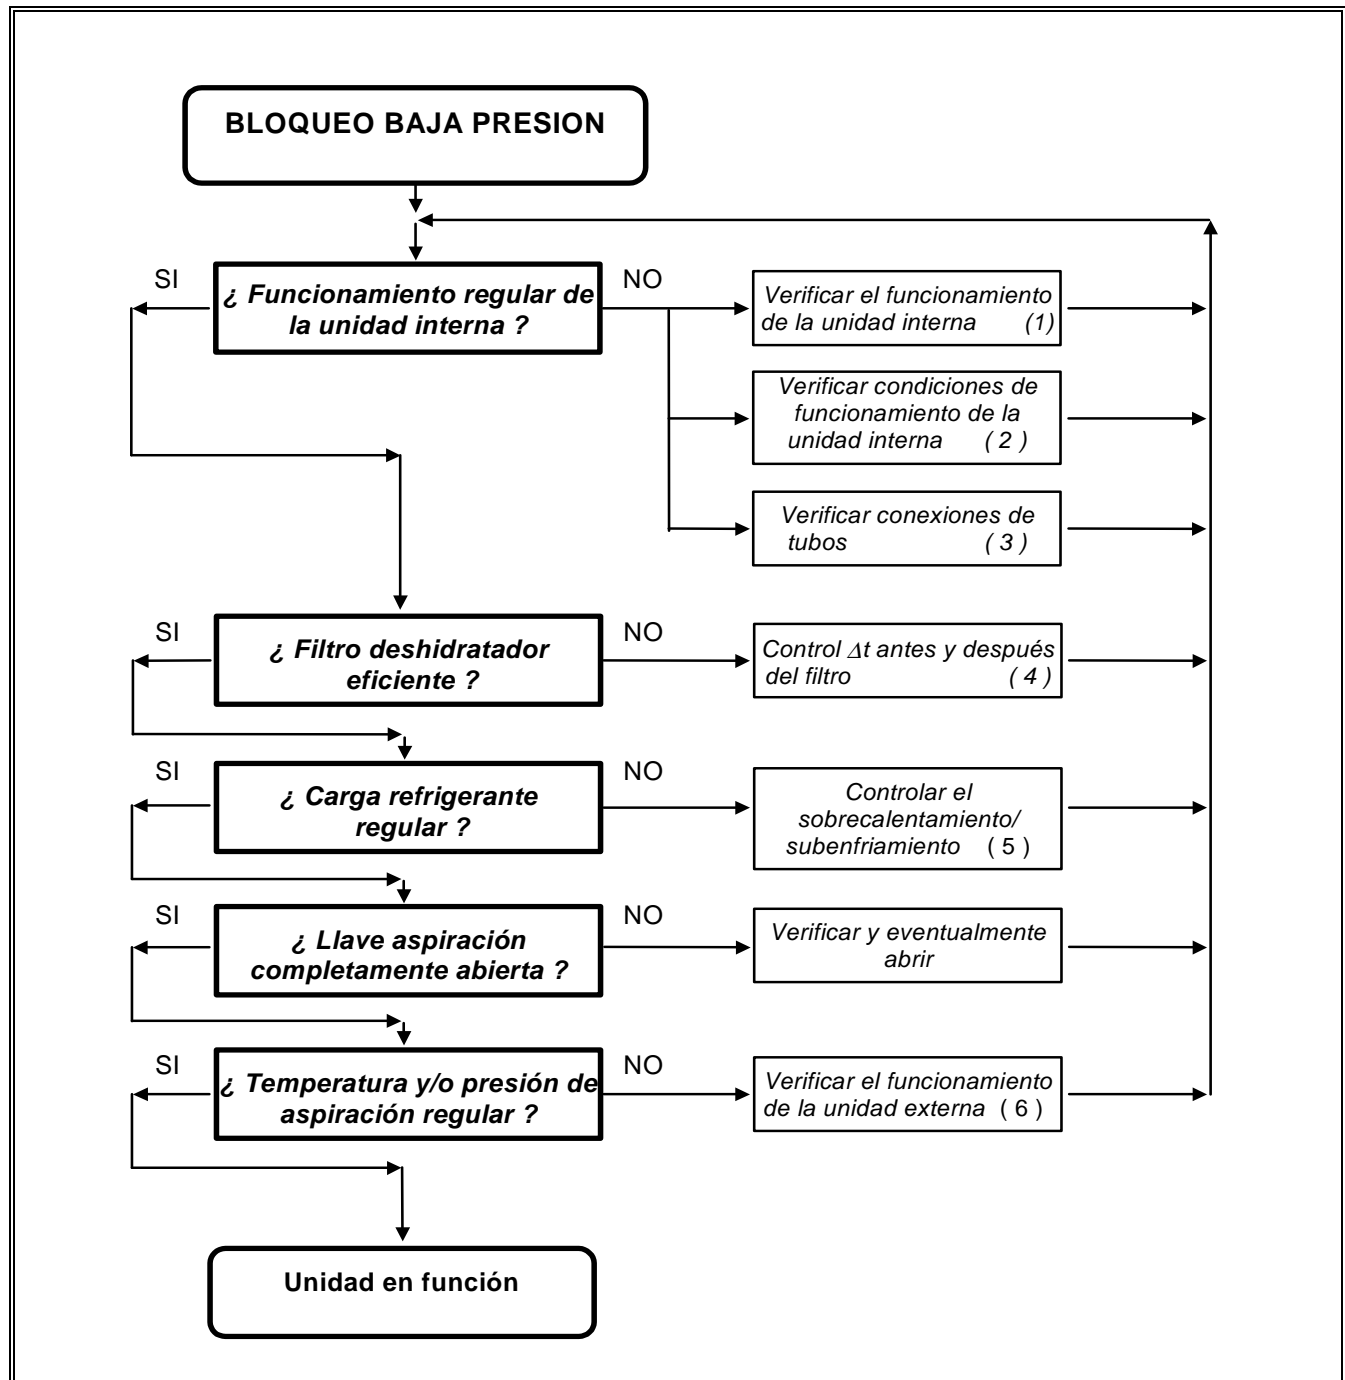 BLOQUEO BAJA PRESION
SI
¿ Funcionamiento regular de
la unidad interna ?
NO
Verificar el funcionamiento
de la unidad interna (1)
Verificar condiciones de
funcionamiento de la
unidad interna ( 2 )
Verificar conexiones de
tubos ( 3 )
SI
¿ Filtro deshidratador
eficiente ?
NO
Control Δt antes y después
del filtro ( 4 )
SI
¿ Carga refrigerante
regular ?
NO
Controlar el
sobrecalentamiento/
subenfriamiento ( 5 )
SI
¿ Llave aspiración
completamente abierta ?
NO
Verificar y eventualmente
abrir
SI
¿ Temperatura y/o presión de
aspiración regular ?
NO
Verificar el funcionamiento
de la unidad externa ( 6 )
Unidad en función